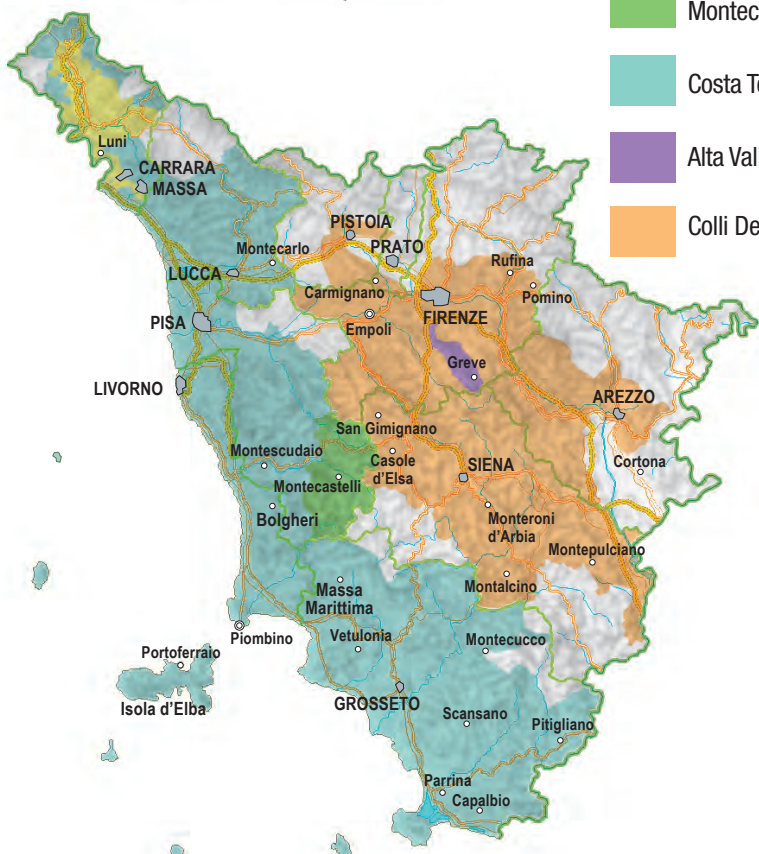 Montec
Costa T
Alta Val
Colli De
Luni
CARRARA
MASSA
PISTOIA
PRATO
Montecarlo
LUCCA
Rufina
Carmignano
Pomino
PISA
FIRENZE
Empoli
Greve
LIVORNO
AREZZO
San Gimignano
Montescudaio
Casole
d'Elsa
SIENA
Cortona
Montecastelli
Bolgheri
Monteroni
d'Arbia
Montepulciano
Massa
Marittima
Montalcino
Piombino
Vetulonia
Montecucco
Portoferraio
Isola d'Elba
GROSSETO
Scansano
Pitigliano
Parrina
Capalbio